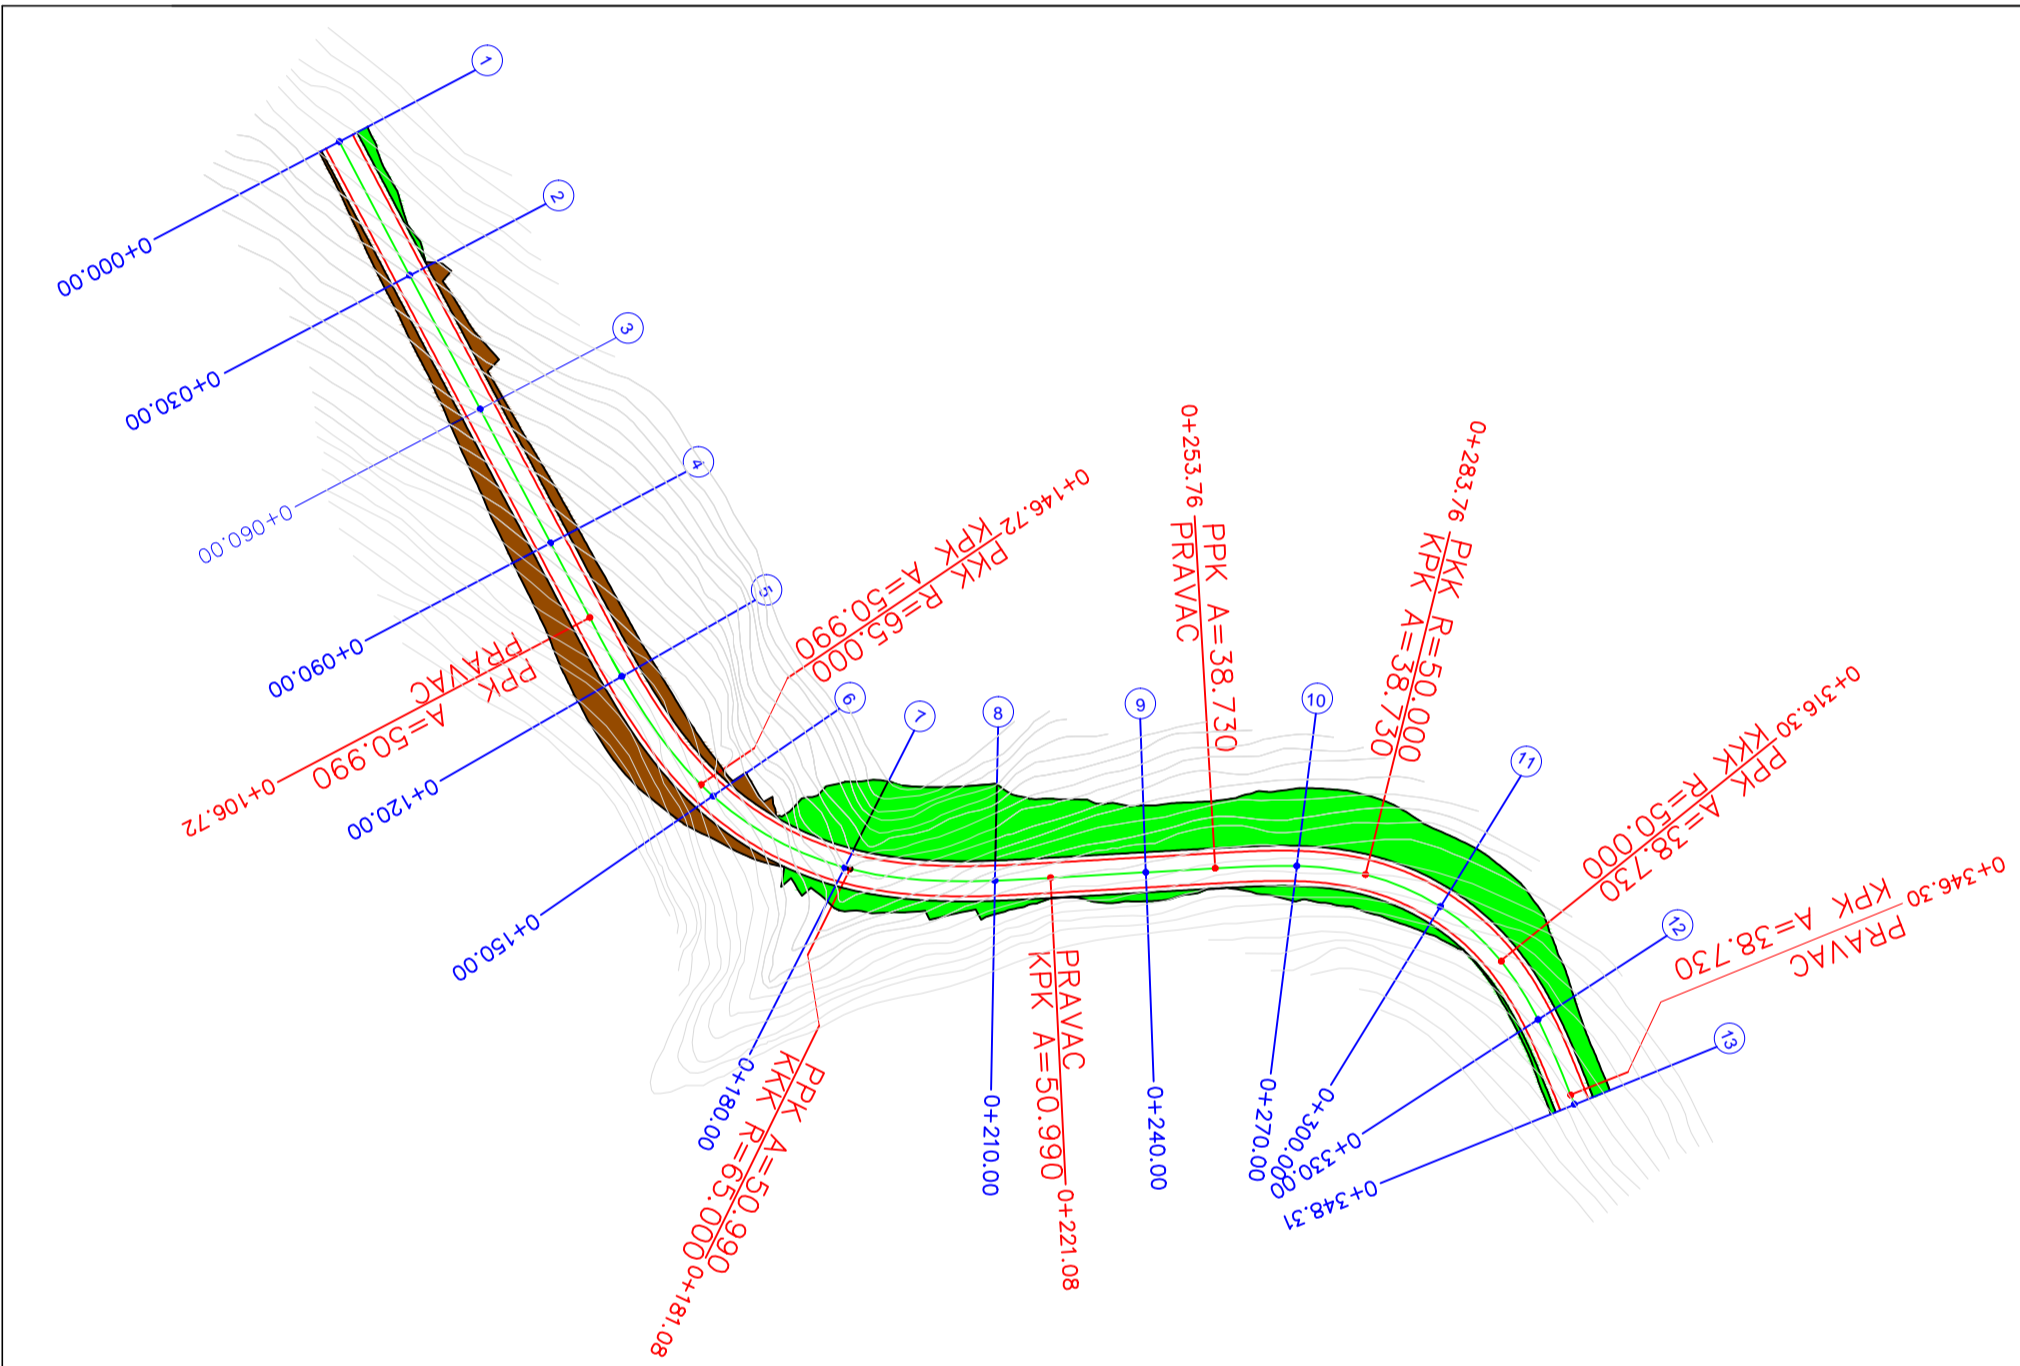 1
2
3
4
5
6
7
8
9
10
11
12
13
0+000.00
0+030.00
0+060.00
0+090.00
PRAVAC
PPK A=50.990
0+106.72
0+120.00
0+146.72
KPK A=50.990
PKK R=65.000
0+150.00
0+180.00
PPK A=50.990
KKK R=65.000
0+181.08
0+210.00
PRAVAC
KPK A=50.990
0+221.08
0+240.00
0+253.76
PPK A=38.730
PRAVAC
0+270.00
0+283.76
PKK R=50.000
KPK A=38.730
0+300.00
0+316.30
KKK R=50.000
PPK A=38.730
0+330.00
0+346.30
KPK A=38.730
PRAVAC
0+348.31